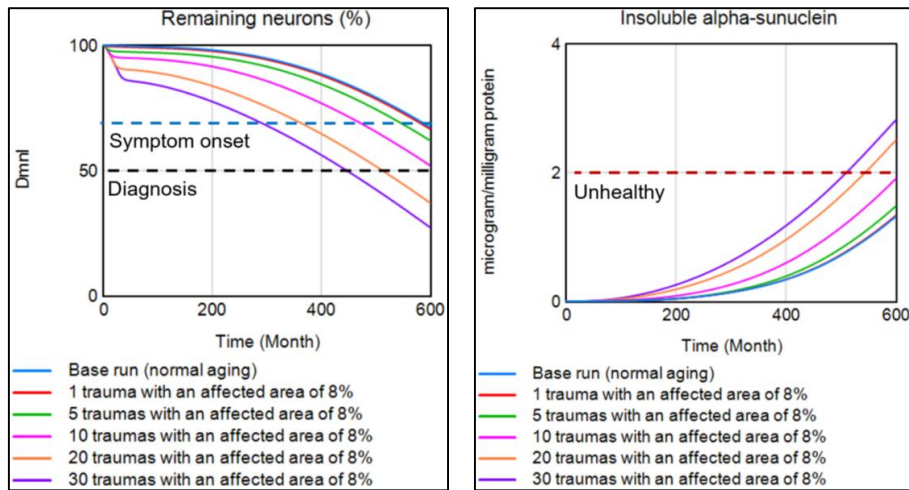 Remaining neurons (%)
100
50
0
Dmnl
Symptom onset
Diagnosis
0
200
400
600
Time (Month)
Base run (normal aging)
1 trauma with an affected area of 8%
5 traumas with an affected area of 8%
10 traumas with an affected area of 8%
20 traumas with an affected area of 8%
30 traumas with an affected area of 8%
Insoluble alpha-sunuclein
4
2
0
microgram/milligram protein
Unhealthy
0
200
400
600
Time (Month)
Base run (normal aging)
1 trauma with an affected area of 8%
5 traumas with an affected area of 8%
10 traumas with an affected area of 8%
20 traumas with an affected area of 8%
30 traumas with an affected area of 8%